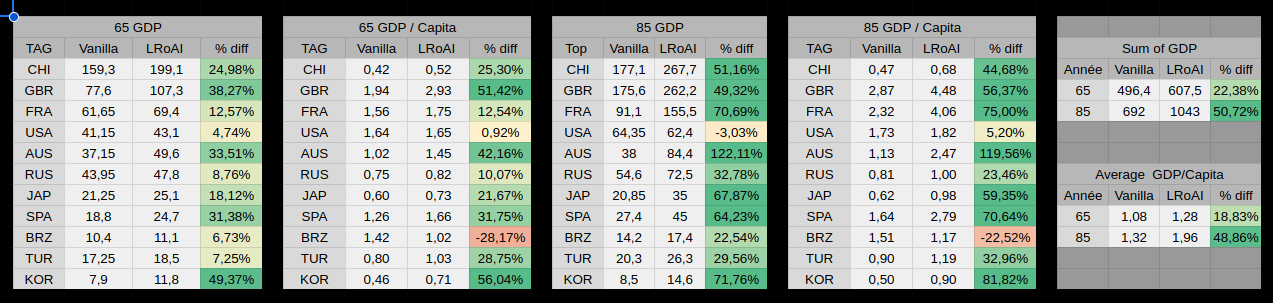 65 GDP 65 GDP / Capita 85 GDP 85 GDP / Capita
TAG Vanilla LRoAI % diff TAG Vanilla LRoAI % diff Top Vanilla LRoAI % diff TAG Vanilla LRoAI % diff Sum of GDP
CHI 159,3 199,1 24,98% CHI 0,42 0,52 25,30% CHI 177,1 267,7 51,16% CHI 0,47 0,68 44,68% Année Vanilla LRoAI % diff
GBR 77,6 107,3 38,27% GBR 1,94 2,93 51,42% GBR 175,6 262,2 49,32% GBR 2,87 4,48 56,37% 65 496,4 607,5 22,38%
FRA 61,65 69,4 12,57% FRA 1,56 1,75 12,54% FRA 91,1 155,5 70,69% FRA 2,32 4,06 75,00% 85 692 1043 50,72%
USA 41,15 43,1 4,74% USA 1,64 1,65 0,92% USA 64,35 62,4 -3,03% USA 1,73 1,82 5,20%
AUS 37,15 49,6 33,51% AUS 1,02 1,45 42,16% AUS 38 84,4 122,11% AUS 1,13 2,47 119,56%
RUS 43,95 47,8 8,76% RUS 0,75 0,82 10,07% RUS 54,6 72,5 32,78% RUS 0,81 1,00 23,46% Average GDP/Capita
JAP 21,25 25,1 18,12% JAP 0,60 0,73 21,67% JAP 20,85 35 67,87% JAP 0,62 0,98 59,35% Année Vanilla LRoAI % diff
SPA 18,8 24,7 31,38% SPA 1,26 1,66 31,75% SPA 27,4 45 64,23% SPA 1,64 2,79 70,64% 65 1,08 1,28 18,83%
BRZ 10,4 11,1 6,73% BRZ 1,42 1,02 -28,17% BRZ 14,2 17,4 22,54% BRZ 1,51 1,17 -22,52% 85 1,32 1,96 48,86%
TUR 17,25 18,5 7,25% TUR 0,80 1,03 28,75% TUR 20,3 26,3 29,56% TUR 0,90 1,19 32,96%
KOR 7,9 11,8 49,37% KOR 0,46 0,71 56,04% KOR 8,5 14,6 71,76% KOR 0,50 0,90 81,82%